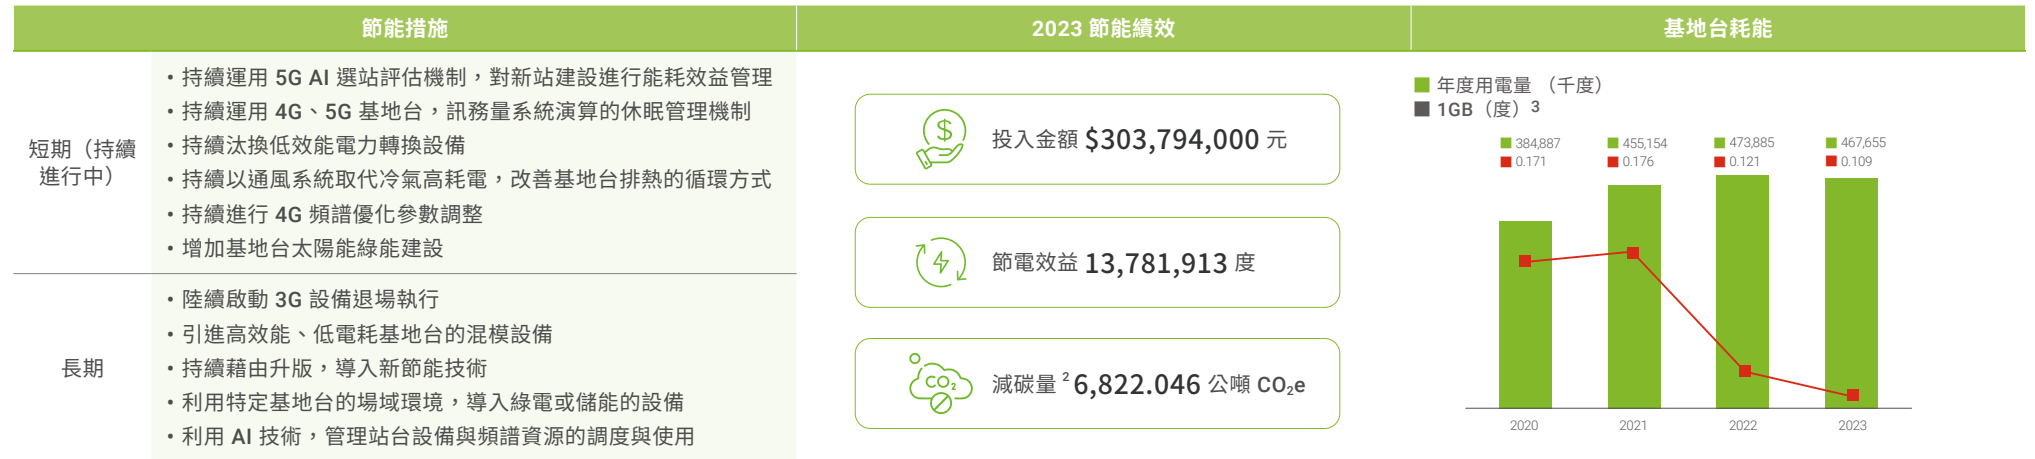 節能措施
2023 節能績效
基地台耗能
短期（持續
進行中）
•持續運用 5G AI 選站評估機制，對新站建設進行能耗效益管理
•持續運用 4G、5G 基地台，訊務量系統演算的休眠管理機制
•持續汰換低效能電力轉換設備
•持續以通風系統取代冷氣高耗電，改善基地台排熱的循環方式
•持續進行 4G 頻譜優化參數調整
•增加基地台太陽能綠能建設
長期
•陸續啟動 3G 設備退場執行
•引進高效能、低電耗基地台的混模設備
•持續藉由升版，導入新節能技術
•利用特定基地台的場域環境，導入綠電或儲能的設備
•利用 AI 技術，管理站台設備與頻譜資源的調度與使用
$
投入金額 $303,794,000 元
節電效益 13,781,913 度
CO₂
減碳量 ² 6,822.046 公噸 CO₂e
年度用電量 （千度）
1GB（度）3
384,887
0.171
455,154
0.176
473,885
0.121
467,655
0.109
2020
2021
2022
2023